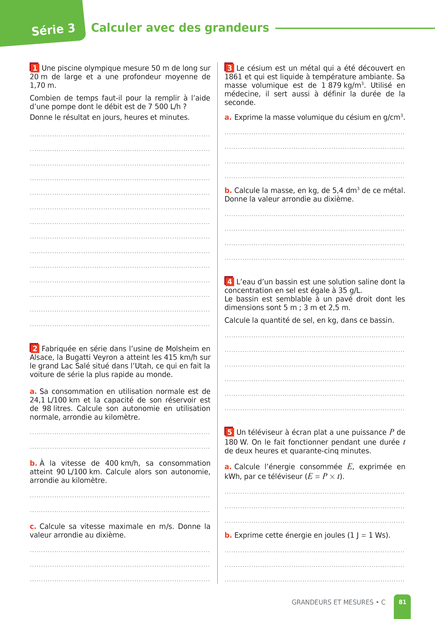 Série 3
Calculer avec des grandeurs
1 Une piscine olympique mesure 50 m de long sur
20 m de large et a une profondeur moyenne de
1,70 m.
Combien de temps faut-il pour la remplir à l'aide
d'une pompe dont le débit est de 7 500 L/h ?
Donne le résultat en jours, heures et minutes.
2 Fabriquée en série dans l'usine de Molsheim en
Alsace, la Bugatti Veyron a atteint les 415 km/h sur
le grand Lac Salé situé dans l'Utah, ce qui en fait la
voiture de série la plus rapide au monde.
a. Sa consommation en utilisation normale est de
24,1 L/100 km et la capacité de son réservoir est
de 98 litres. Calcule son autonomie en utilisation
normale, arrondie au kilomètre.
b. À la vitesse de 400 km/h, sa consommation
atteint 90 L/100 km. Calcule alors son autonomie,
arrondie au kilomètre.
c. Calcule sa vitesse maximale en m/s. Donne la
valeur arrondie au dixième.
3 Le césium est un métal qui a été découvert en
1861 et qui est liquide à température ambiante. Sa
masse volumique est de 1 879 kg/m³. Utilisé en
médecine, il sert aussi à définir la durée de la
seconde.
a. Exprime la masse volumique du césium en g/cm³.
b. Calcule la masse, en kg, de 5,4 dm³ de ce métal.
Donne la valeur arrondie au dixième.
4 L'eau d'un bassin est une solution saline dont la
concentration en sel est égale à 35 g/L.
Le bassin est semblable à un pavé droit dont les
dimensions sont 5 m ; 3 m et 2,5 m.
Calcule la quantité de sel, en kg, dans ce bassin.
5 Un téléviseur à écran plat a une puissance P de
180 W. On le fait fonctionner pendant une durée t
de deux heures et quarante-cinq minutes.
a. Calcule l'énergie consommée E, exprimée en
kWh, par ce téléviseur (E = P × t).
b. Exprime cette énergie en joules (1 J = 1 Ws).
GRANDEURS ET MESURES • C 81